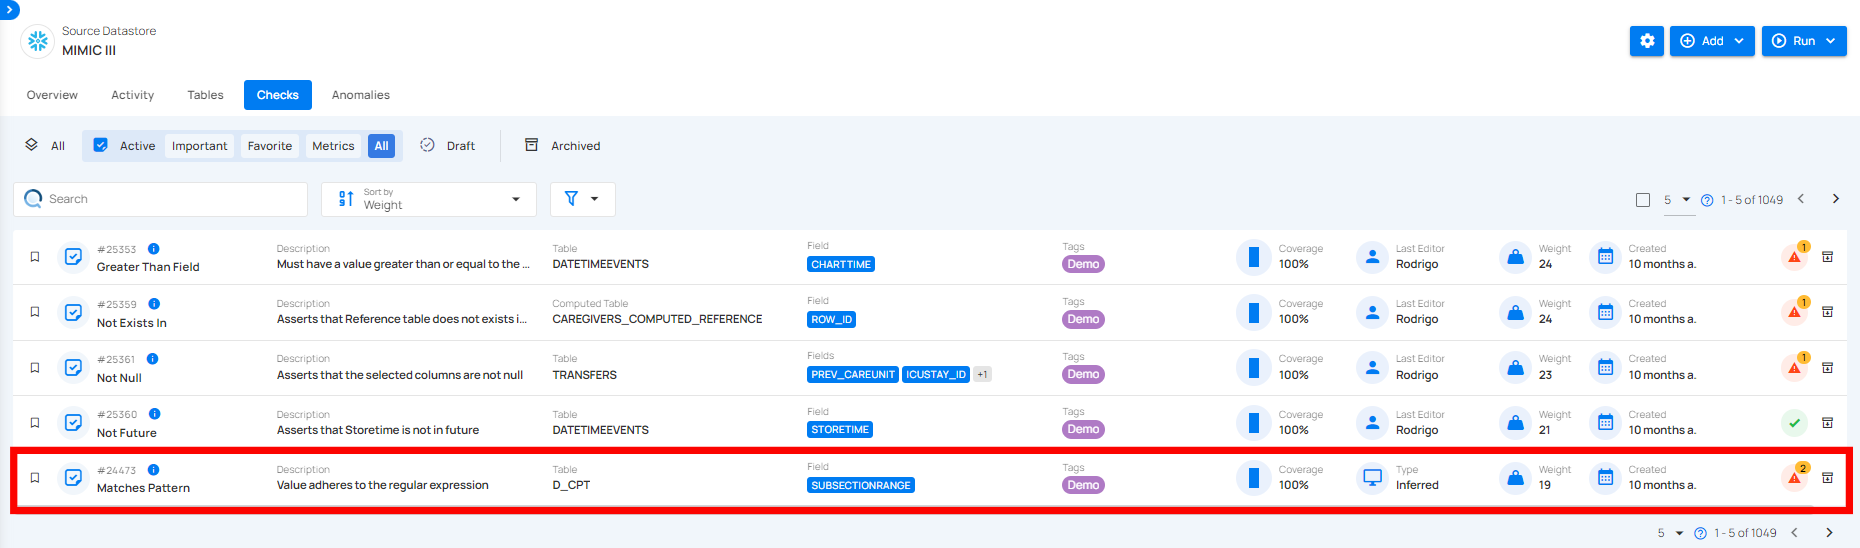 Source Datastore
MIMIC III
Add
Run
Overview Activity Tables Checks Anomalies
All Active Important Favorite Metrics All Draft Archived
Search
Sort by
Weight
5 1 - 5 of 1049
#25353 Description Table Field Tags Coverage Last Editor Weight Created 1
Greater Than Field Must have a value greater than or equal to the ... DATETIMEEVENTS CHARTTIME Demo 100% Rodrigo 24 10 months a.
#25359 Description Computed Table Field Tags Coverage Last Editor Weight Created 1
Not Exists In Asserts that Reference table does not exists i... CAREGIVERS_COMPUTED_REFERENCE ROW_ID Demo 100% Rodrigo 24 10 months a.
#25361 Description Table Fields Tags Coverage Last Editor Weight Created 1
Not Null Asserts that the selected columns are not null TRANSFERS PREV_CAREUNIT ICUSTAY_ID +1 Demo 100% Rodrigo 23 10 months a.
#25360 Description Table Field Tags Coverage Last Editor Weight Created
Not Future Asserts that Storetime is not in future DATETIMEEVENTS STORETIME Demo 100% Rodrigo 21 10 months a.
#24473 Description Table Field Tags Coverage Type Weight Created 2
Matches Pattern Value adheres to the regular expression D_CPT SUBSECTIONRANGE Demo 100% Inferred 19 10 months a.
5 1 - 5 of 1049